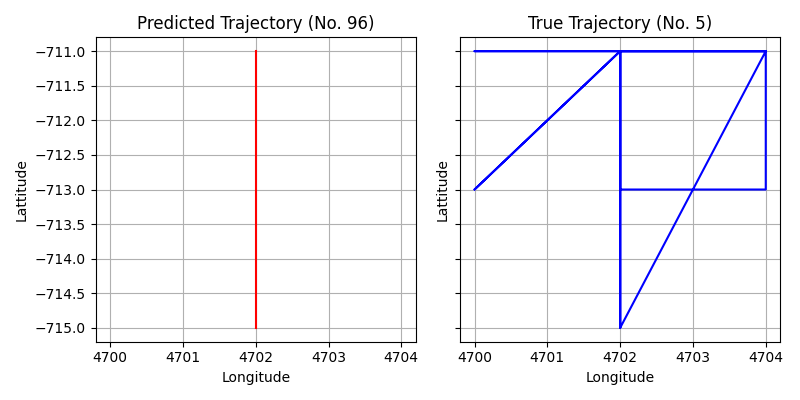 Predicted Trajectory (No. 96)
−711.0
−711.5
−712.0
−712.5
−713.0
−713.5
−714.0
−714.5
−715.0
Lattitude
4700 4701 4702 4703 4704
Longitude
True Trajectory (No. 5)
Lattitude
4700 4701 4702 4703 4704
Longitude